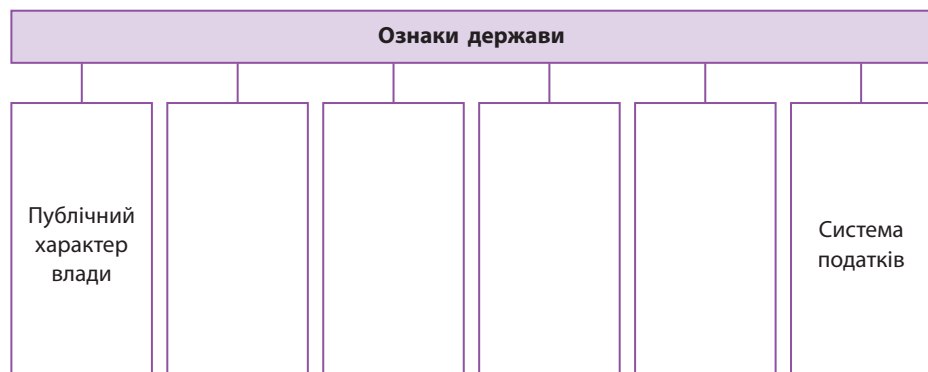 Ознаки держави
Публічний
характер
влади
Система
податків